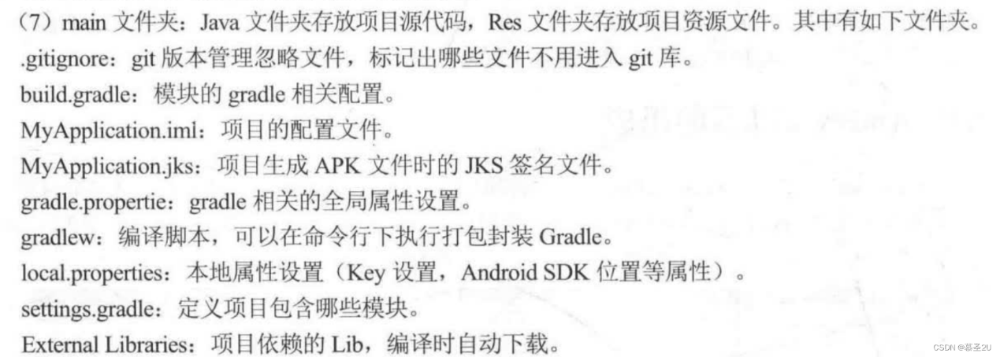 （7）main 文件夹：Java 文件夹存放项目源代码，Res 文件夹存放项目资源文件。其中有如下文件夹。
.gitignore：git 版本管理忽略文件，标记出哪些文件不用进入 git 库。
build.gradle：模块的 gradle 相关配置。
MyApplication.iml：项目的配置文件。
MyApplication.jks：项目生成 APK 文件时的 JKS 签名文件。
gradle.propertie：gradle 相关的全局属性设置。
gradlew：编译脚本，可以在命令行下执行打包封装 Gradle。
local.properties：本地属性设置（Key 设置，Android SDK 位置等属性）。
settings.gradle：定义项目包含哪些模块。
External Libraries：项目依赖的 Lib，编译时自动下载。
CSDN @慕圣2U